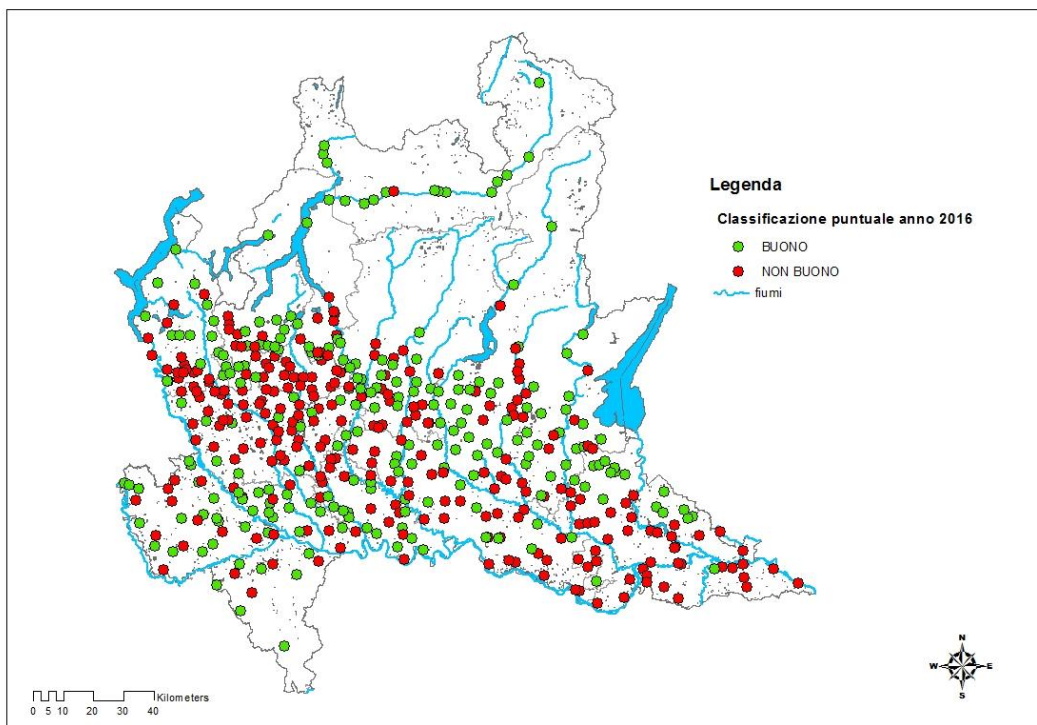 Legenda
Classificazione puntuale anno 2016
BUONO
NON BUONO
fiumi
N
W E
S
Kilometers
0 5 10 20 30 40